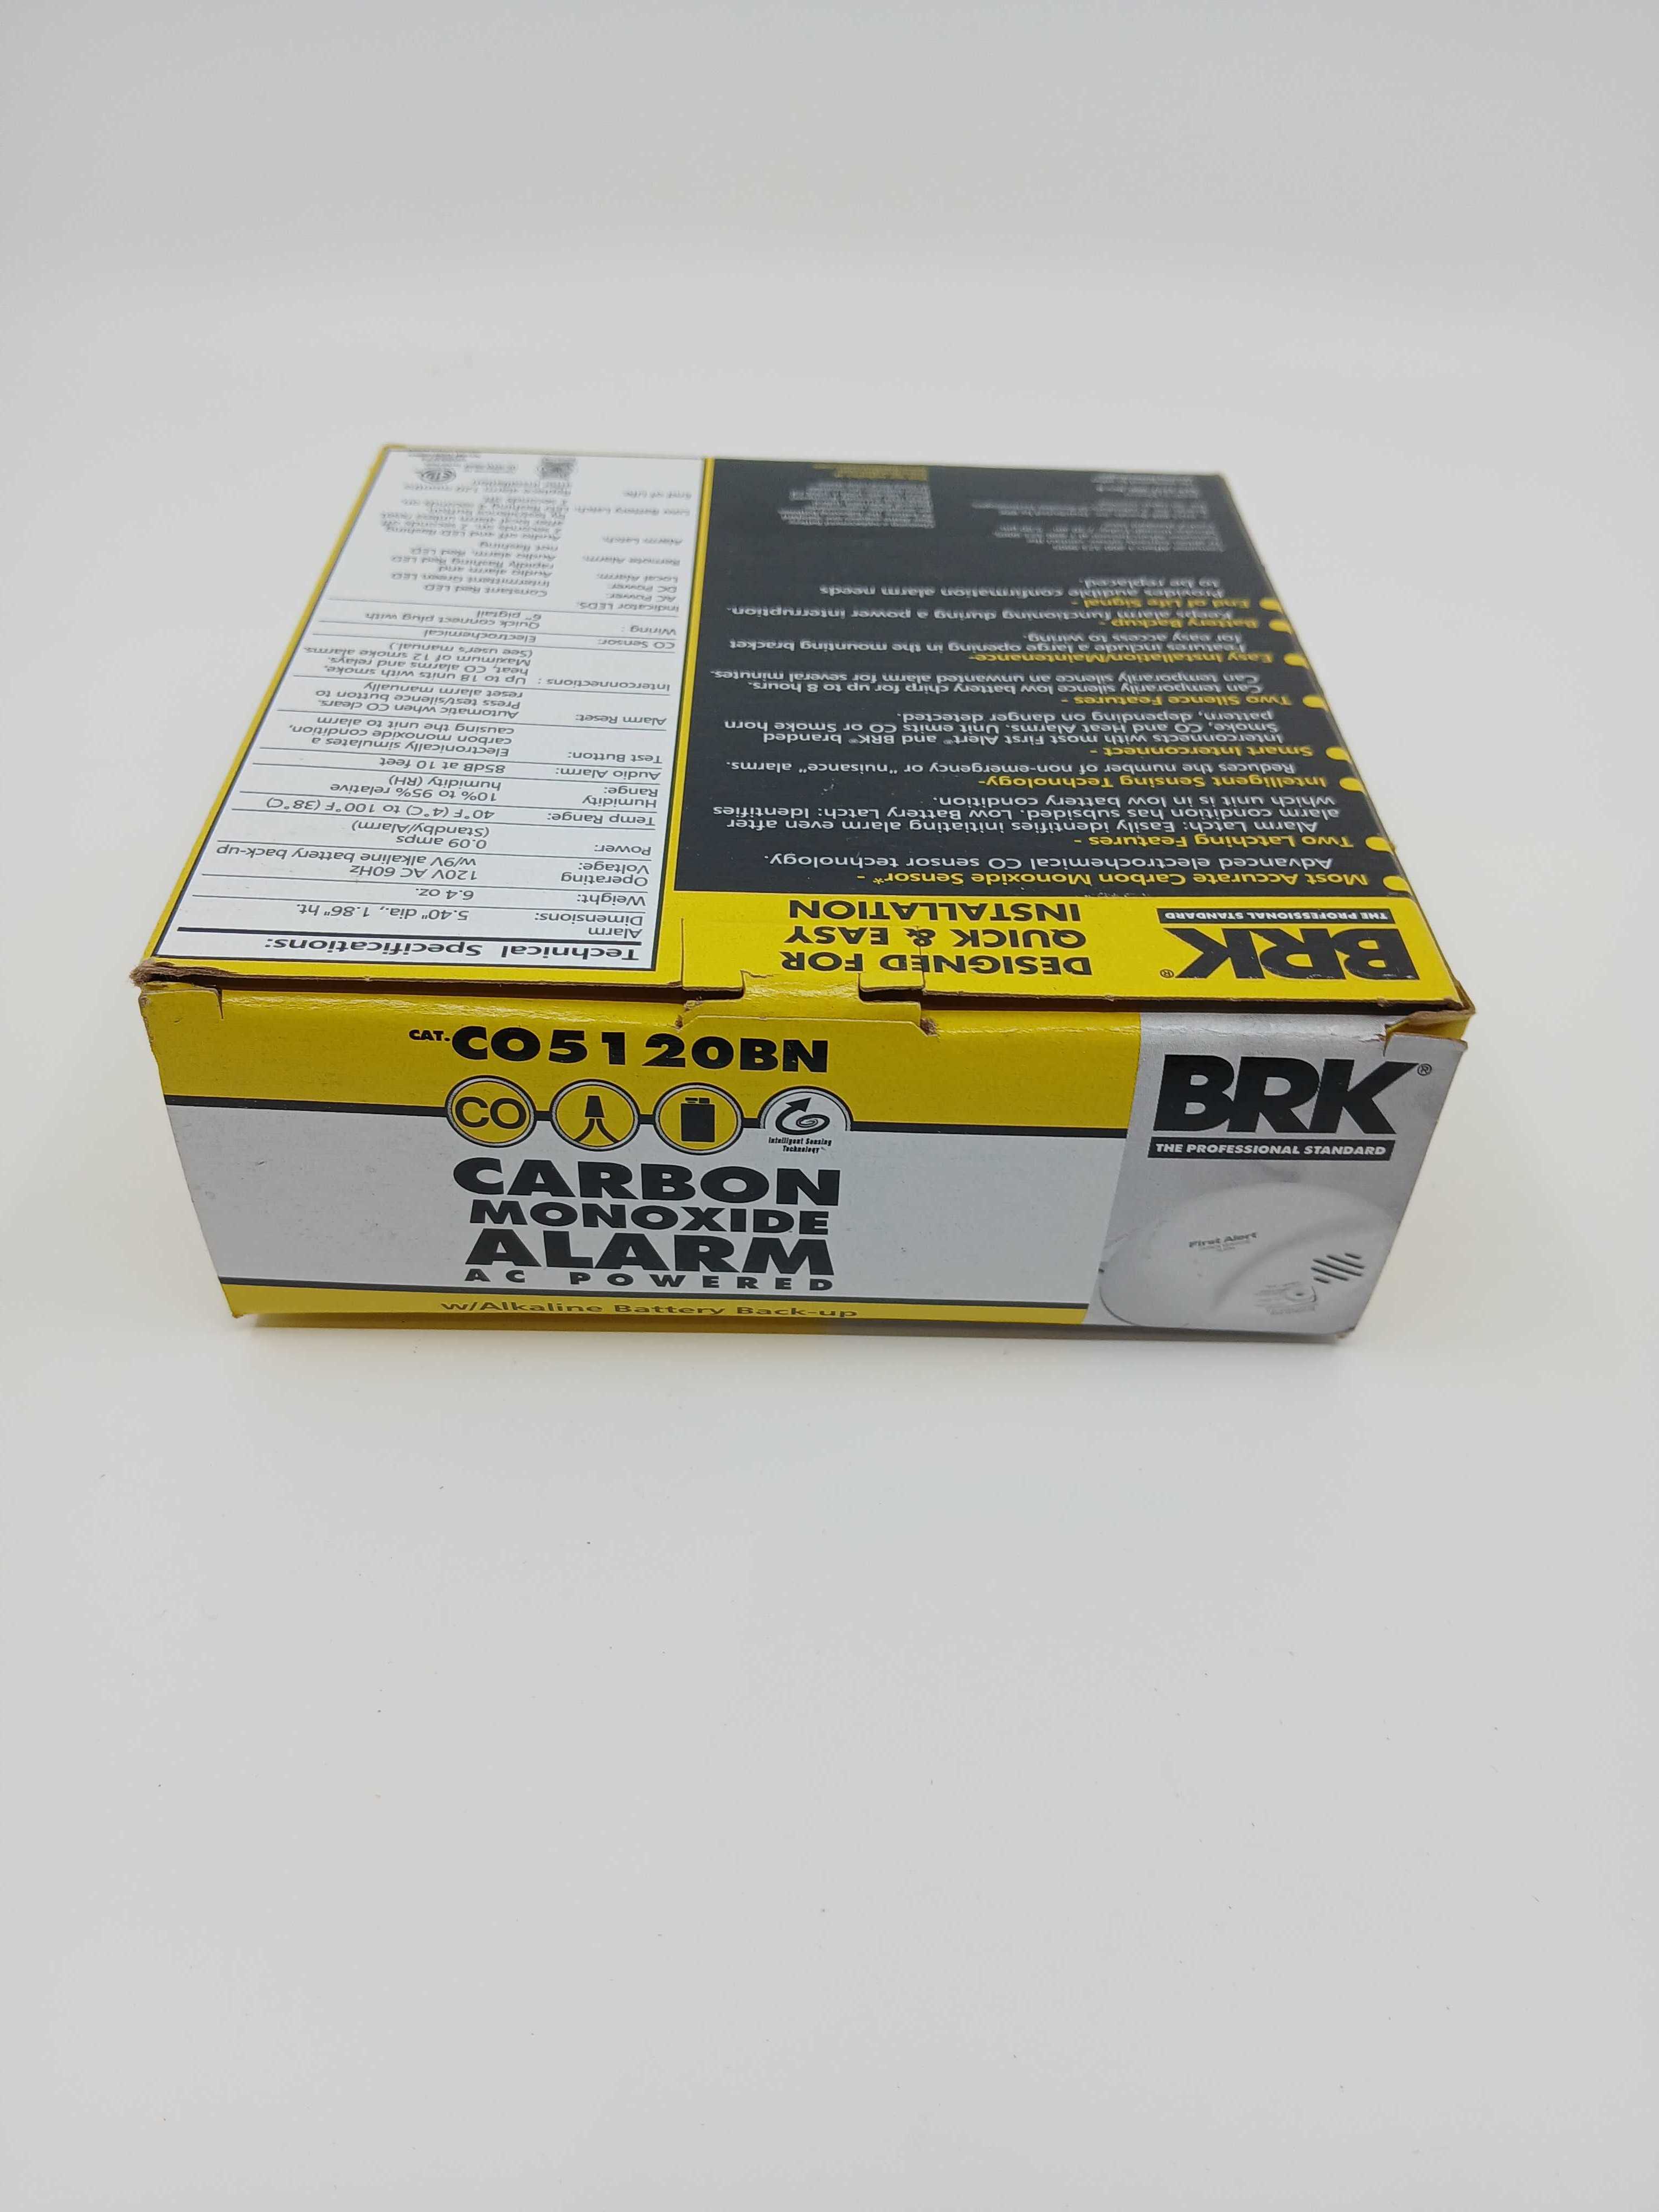 CAT. CO5120BN
CO
Intelligent Sensing
Technology™
CARBON
MONOXIDE
ALARM
AC POWERED
w/Alkaline Battery Back-up
BRK®
THE PROFESSIONAL STANDARD
First Alert
BRK®
THE PROFESSIONAL STANDARD
DESIGNED FOR
QUICK & EASY
INSTALLATION
Most Accurate Carbon Monoxide Sensor* -
Advanced electrochemical CO sensor technology.
Two Latching Features -
Alarm Latch: Easily identifies initiating alarm even after
alarm condition has subsided. Low Battery Latch: Identifies
which unit is in low battery condition.
Intelligent Sensing Technology-
Reduces the number of non-emergency or "nuisance" alarms.
Smart Interconnect -
Interconnects with most First Alert® and BRK® branded
Smoke, CO and Heat Alarms. Unit emits CO or Smoke horn
pattern, depending on danger detected.
Two Silence Features -
Can temporarily silence low battery chirp for up to 8 hours.
Can temporarily silence an unwanted alarm for several minutes.
Easy Installation/Maintenance-
Features include a large opening in the mounting bracket
for easy access to wiring.
Battery Backup -
Keeps alarm functioning during a power interruption.
End of Life Signal -
Provides audible confirmation alarm needs
to be replaced.
Technical Specifications:
Alarm
Dimensions: 5.40" dia., 1.86" ht.
Weight: 6.4 oz.
Operating 120V AC 60Hz
Voltage: w/9V alkaline battery back-up
Power: 0.09 amps
(Standby/Alarm)
Temp Range: 40°F (4°C) to 100°F (38°C)
Humidity 10% to 95% relative
Range: humidity (RH)
Audio Alarm: 85dB at 10 feet
Test Button: Electronically simulates a
carbon monoxide condition,
causing the unit to alarm
Alarm Reset: Automatic when CO clears.
Press test/silence button to
reset alarm manually
Interconnections : Up to 18 units with smoke,
heat, CO alarms and relays.
Maximum of 12 smoke alarms.
(See user's manual.)
CO Sensor: Electrochemical
Wiring : Quick connect plug with
6" pigtail
Indicator LEDS
AC Power: Constant Red LED
DC Power: Intermittent Green LED
Local Alarm: Audio alarm and
rapidly flashing Red LED
Remote Alarm: Audio alarm, Red LED
not flashing
Alarm Latch:
Low Battery Latch:
End of Life: